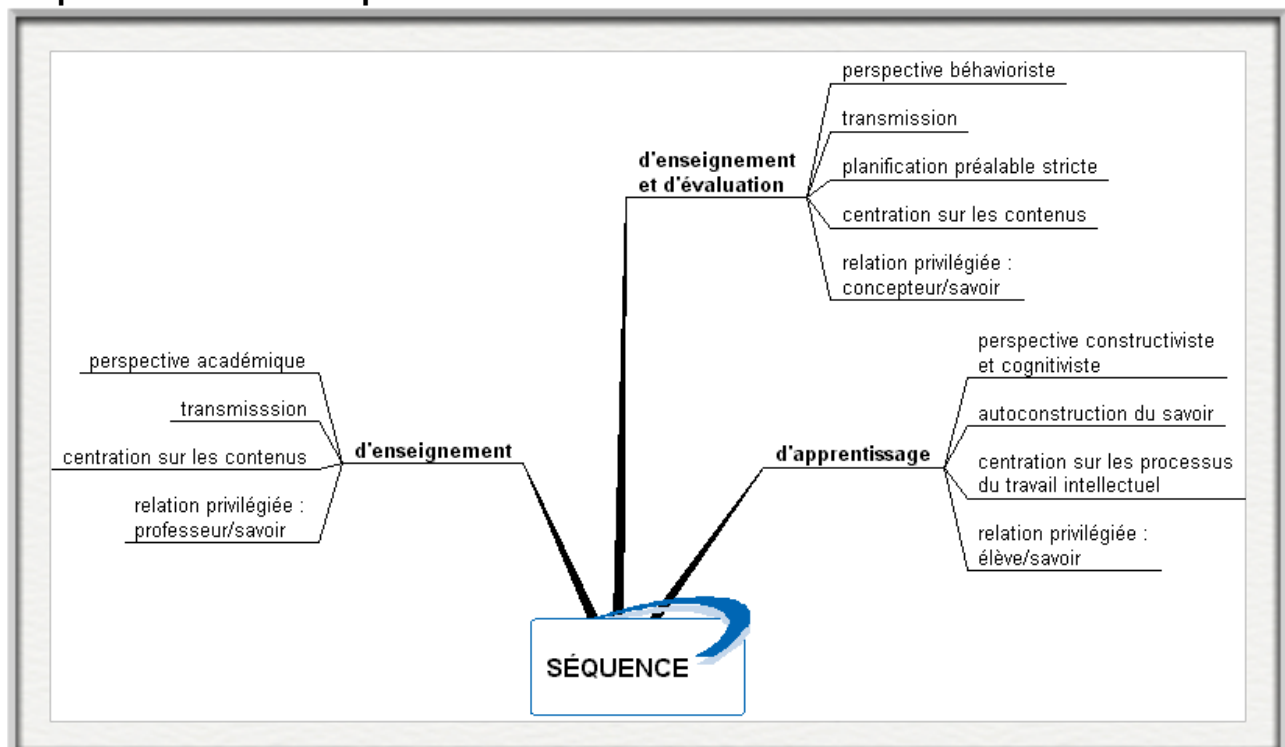 perspective béhavioriste
transmission
d'enseignement
et d'évaluation
planification préalable stricte
centration sur les contenus
relation privilégiée :
concepteur/savoir
perspective académique
transmisssion
centration sur les contenus
relation privilégiée :
professeur/savoir
d'enseignement
d'apprentissage
perspective constructiviste
et cognitiviste
autoconstruction du savoir
centration sur les processus
du travail intellectuel
relation privilégiée :
élève/savoir
SÉQUENCE